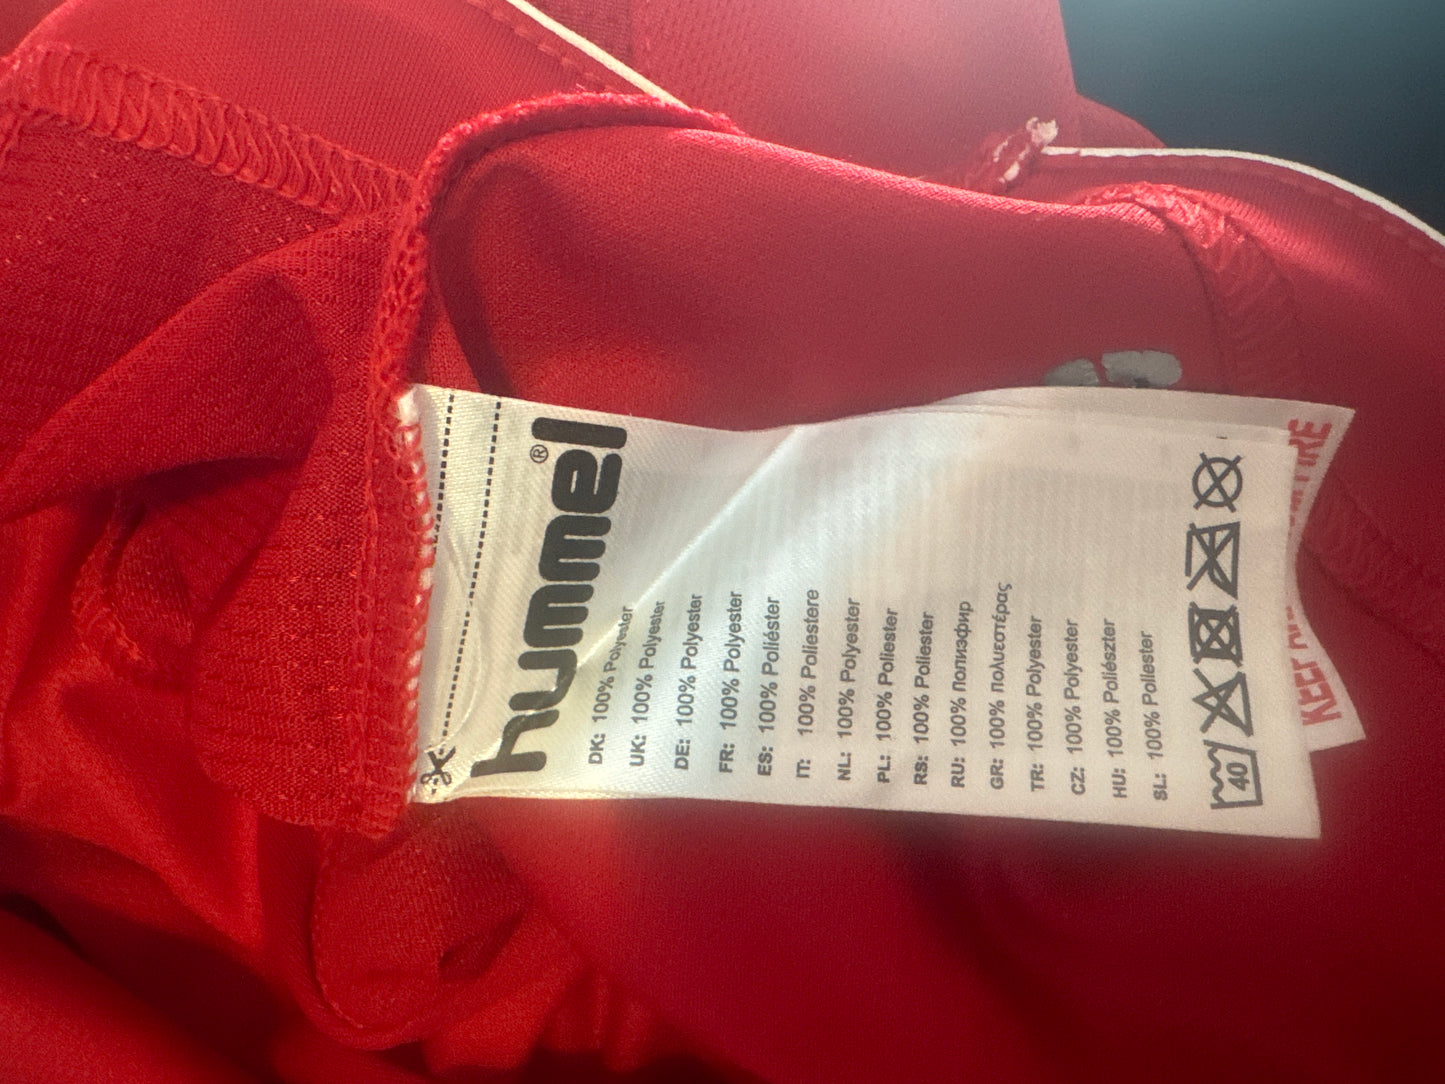 hummel®
DK: 100% Polyester
UK: 100% Polyester
DE: 100% Polyester
FR: 100% Polyester
ES: 100% Poliéster
IT: 100% Poliestere
NL: 100% Polyester
PL: 100% Poliester
RS: 100% Poliester
RU: 100% Полиэфир
GR: 100% πολυεστέρας
TR: 100% Polyester
CZ: 100% Polyester
HU: 100% Poliészter
SL: 100% Poliester
40
KEEP
FIRE